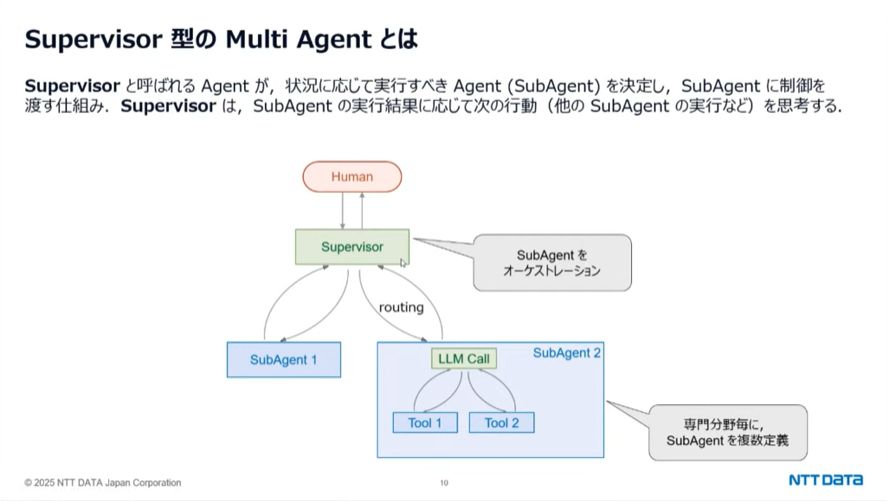 Supervisor 型の Multi Agent とは
Supervisor と呼ばれる Agent が，状況に応じて実行すべき Agent (SubAgent) を決定し，SubAgent に制御を
渡す仕組み．Supervisor は，SubAgent の実行結果に応じて次の行動（他の SubAgent の実行など）を思考する．
Human
Supervisor
SubAgent を
オーケストレーション
routing
SubAgent 1
SubAgent 2
LLM Call
Tool 1
Tool 2
専門分野毎に，
SubAgent を複数定義
© 2025 NTT DATA Japan Corporation
10
NTT DATA